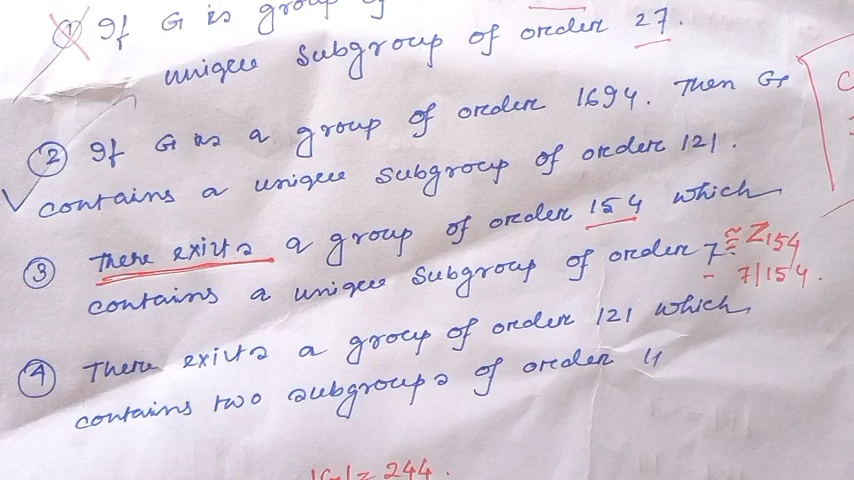 ① If G is group of
unique subgroup of order 27.
② If G is a group of order 1694. Then G
contains a unique subgroup of order 121.
③ There exists a group of order 154 which
contains a unique subgroup of order 7. ≅ Z154
7/154.
④ There exists a group of order 121 which
contains two subgroups of order 11
|G| = 244.